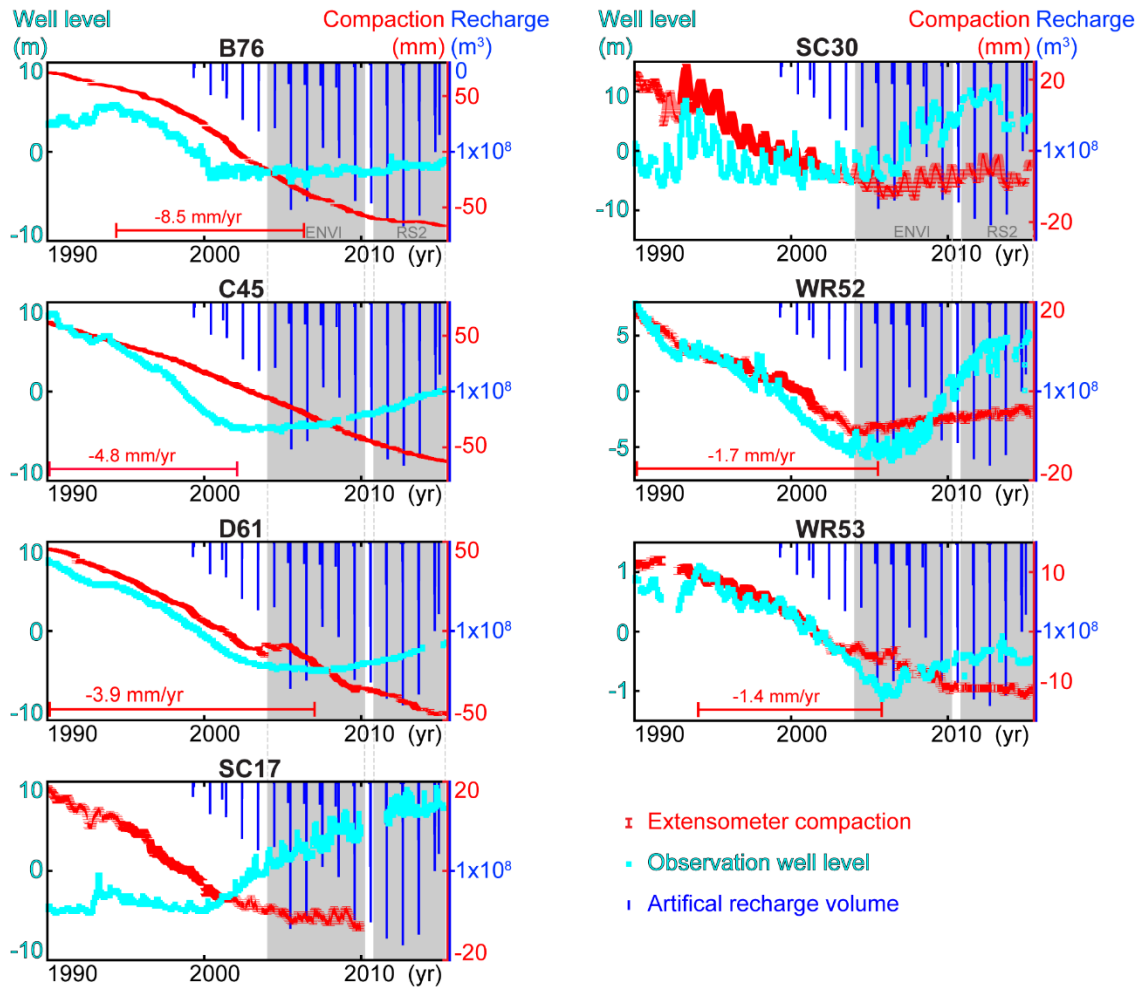 Well level
(m)
Compaction Recharge
(mm) (m³)
B76
10
0
-10
0
50
-1x10⁸
-50
-8.5 mm/yr
ENVI
RS2
1990 2000 2010 (yr)
C45
10
0
-10
50
-1x10⁸
-50
-4.8 mm/yr
1990 2000 2010 (yr)
D61
10
0
-10
50
-1x10⁸
-50
-3.9 mm/yr
1990 2000 2010 (yr)
SC17
10
0
-10
20
-1x10⁸
-20
1990 2000 2010 (yr)
Well level
(m)
Compaction Recharge
(mm) (m³)
SC30
10
0
-10
20
-1x10⁸
-20
ENVI
RS2
1990 2000 2010 (yr)
WR52
5
0
-5
20
-1x10⁸
-20
-1.7 mm/yr
1990 2000 2010 (yr)
WR53
1
0
-1
10
-1x10⁸
-10
-1.4 mm/yr
1990 2000 2010 (yr)
Extensometer compaction
Observation well level
Artifical recharge volume